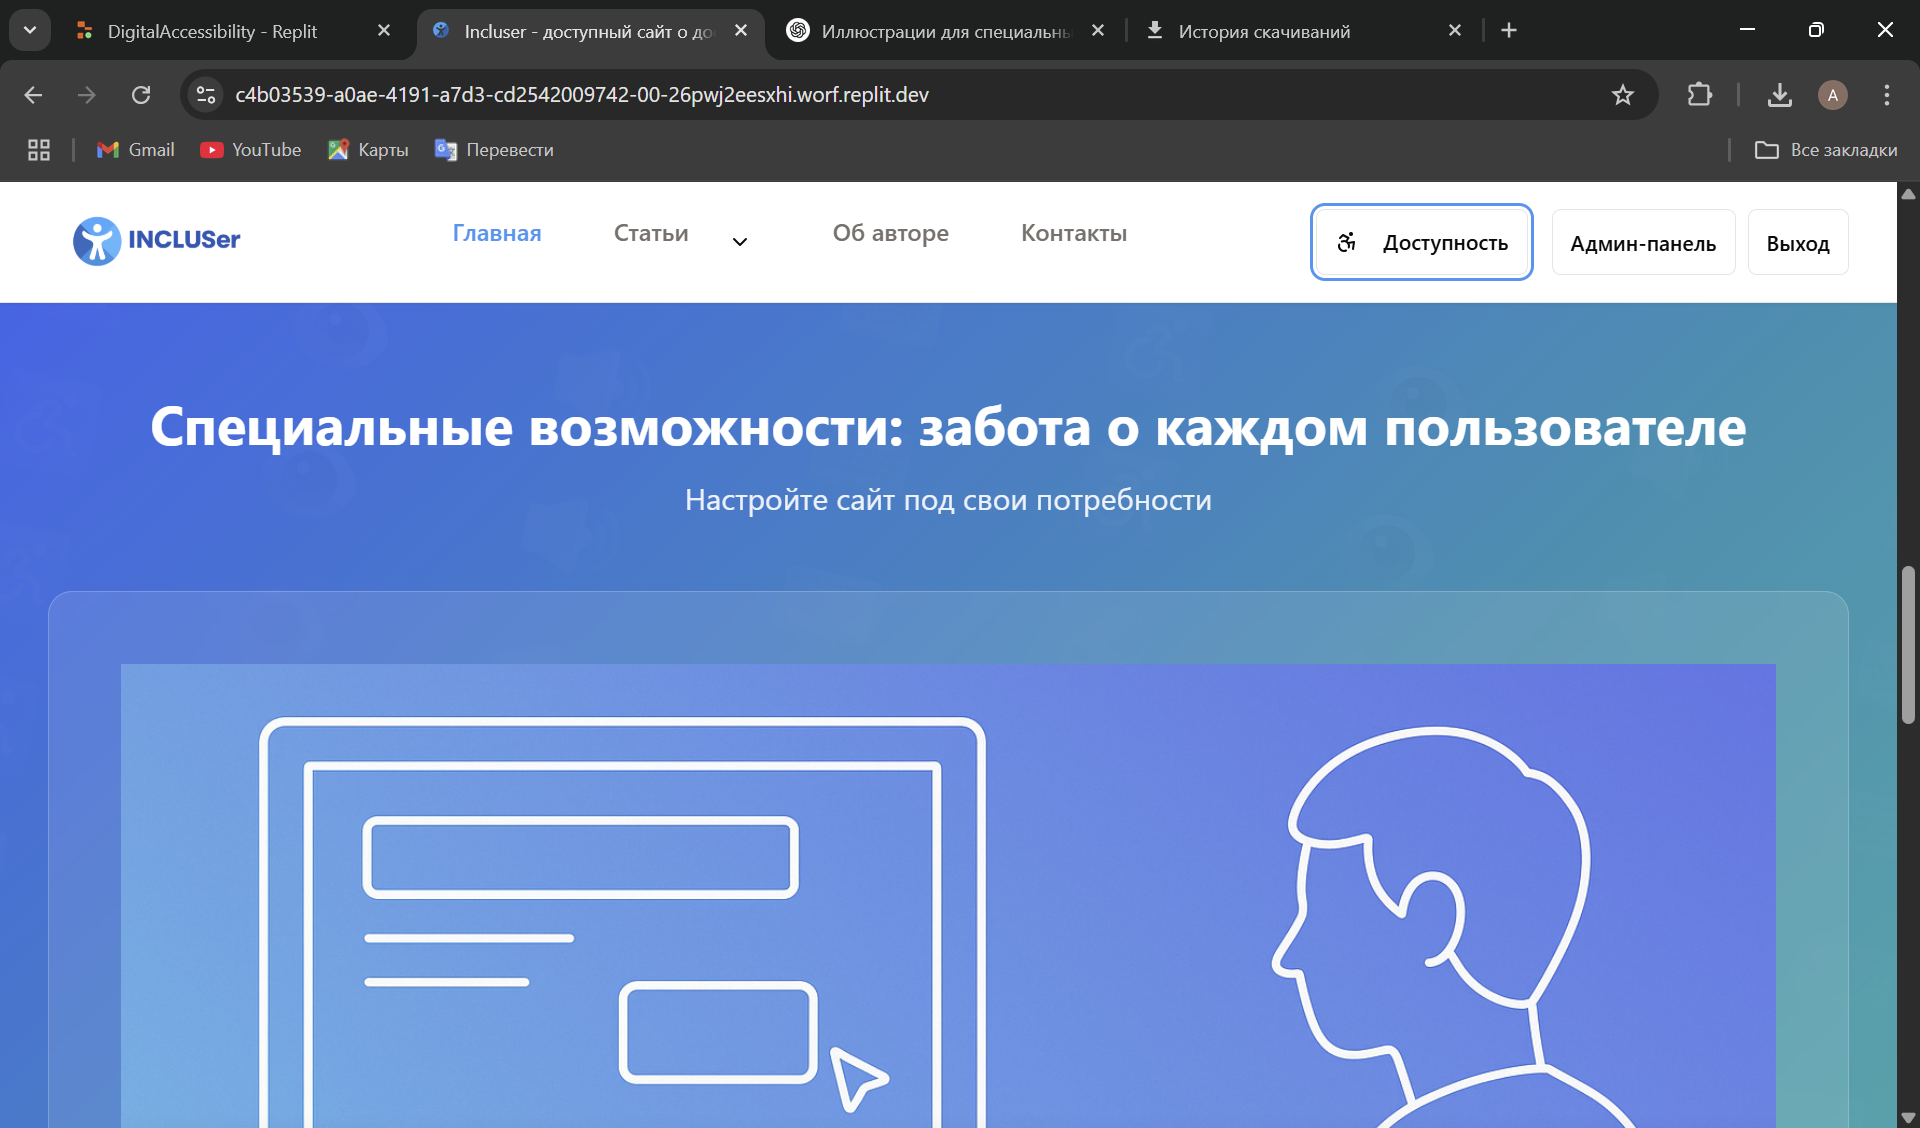 DigitalAccessibility - Replit
Incluser - доступный сайт о до
Иллюстрации для специальнь
История скачиваний
c4b03539-a0ae-4191-a7d3-cd2542009742-00-26pwj2eesxhi.worf.replit.dev
A
Gmail
YouTube
Карты
Перевести
Все закладки
INCLUSer
Главная
Статьи
Об авторе
Контакты
Доступность
Админ-панель
Выход
Специальные возможности: забота о каждом пользователе
Настройте сайт под свои потребности